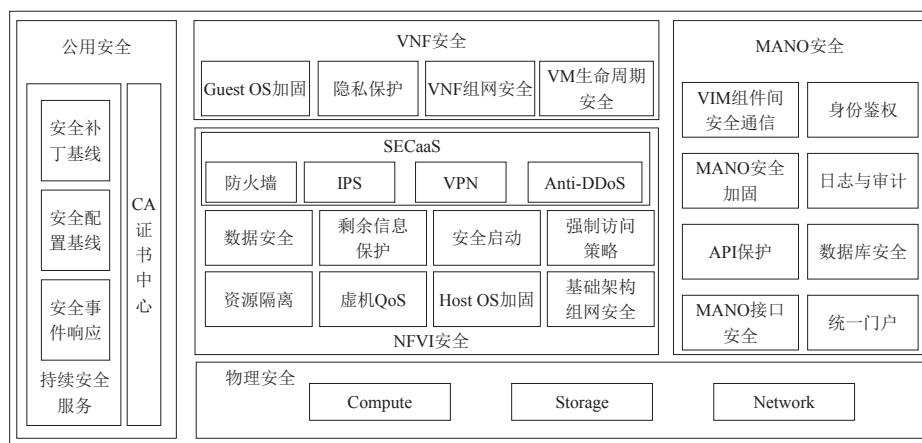 公用安全
安全补
丁基线
安全配
置基线
安全事
件响应
持续安全
服务
CA
证
书
中
心
VNF安全
Guest OS加固
隐私保护
VNF组网安全
VM生命周期
安全
SECaaS
防火墙
IPS
VPN
Anti-DDoS
数据安全
剩余信息
保护
安全启动
强制访问
策略
资源隔离
虚机QoS
Host OS加固
基础架构
组网安全
NFVI安全
MANO安全
VIM组件间
安全通信
身份鉴权
MANO安全
加固
日志与审计
API保护
数据库安全
MANO接口
安全
统一门户
物理安全
Compute
Storage
Network